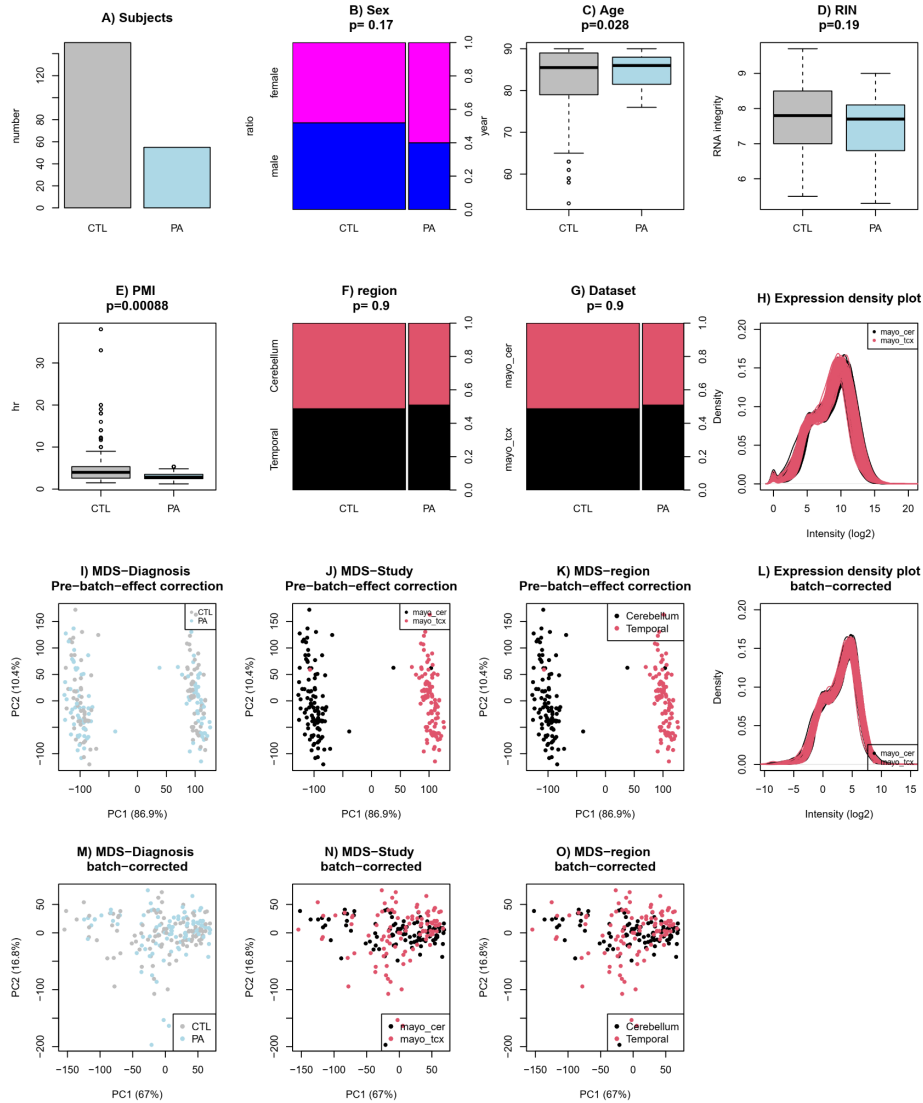 A) Subjects
number
0 20 40 60 80 120
CTL PA
B) Sex
p= 0.17
ratio
male female
0.0 0.2 0.4 0.6 0.8 1.0
CTL PA
C) Age
p=0.028
year
60 70 80 90
CTL PA
D) RIN
p=0.19
RNA integrity
6 7 8 9
CTL PA
E) PMI
p=0.00088
hr
0 10 20 30
CTL PA
F) region
p= 0.9
Temporal Cerebellum
0.0 0.2 0.4 0.6 0.8 1.0
CTL PA
G) Dataset
p= 0.9
mayo_tcx mayo_cer
0.0 0.2 0.4 0.6 0.8 1.0
CTL PA
H) Expression density plot
Density
0.00 0.05 0.10 0.15 0.20
mayo_cer
mayo_tcx
0 5 10 15 20
Intensity (log2)
I) MDS−Diagnosis
Pre−batch−effect correction
PC2 (10.4%)
−100 0 50 100 150
CTL
PA
−100 −50 0 50 100
PC1 (86.9%)
J) MDS−Study
Pre−batch−effect correction
PC2 (10.4%)
−100 0 50 100 150
mayo_cer
mayo_tcx
−100 −50 0 50 100
PC1 (86.9%)
K) MDS−region
Pre−batch−effect correction
PC2 (10.4%)
−100 0 50 100 150
Cerebellum
Temporal
−100 −50 0 50 100
PC1 (86.9%)
L) Expression density plot
batch−corrected
Density
0.00 0.05 0.10 0.15 0.20
mayo_cer
mayo_tcx
−10 −5 0 5 10 15
Intensity (log2)
M) MDS−Diagnosis
batch−corrected
PC2 (16.8%)
−200 −100 0 50
CTL
PA
−150 −100 −50 0 50
PC1 (67%)
N) MDS−Study
batch−corrected
PC2 (16.8%)
−200 −100 0 50
mayo_cer
mayo_tcx
−150 −100 −50 0 50
PC1 (67%)
O) MDS−region
batch−corrected
PC2 (16.8%)
−200 −100 0 50
Cerebellum
Temporal
−150 −100 −50 0 50
PC1 (67%)